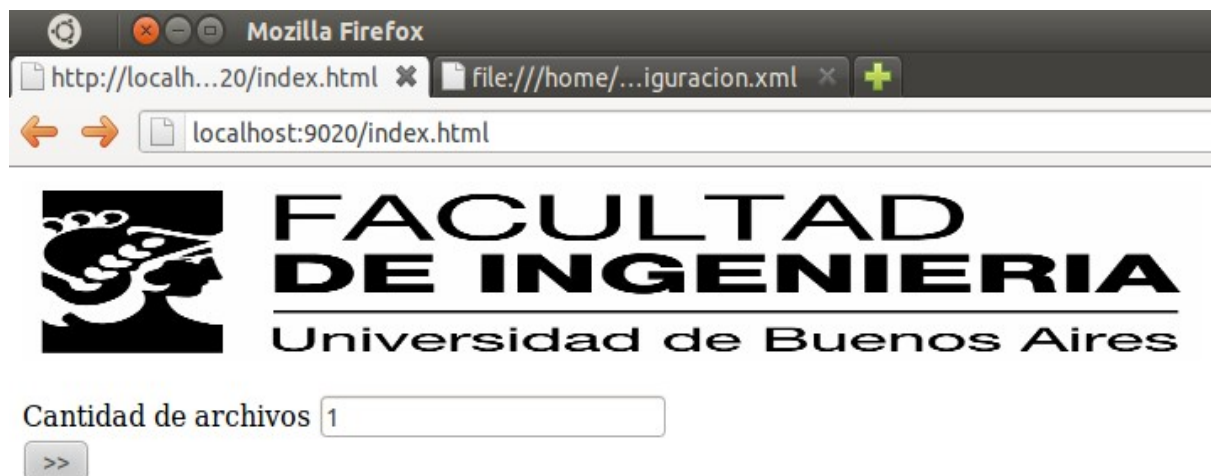 Mozilla Firefox
http://localh...20/index.html file:///home/...iguracion.xml
localhost:9020/index.html
FACULTAD
DE INGENIERIA
Universidad de Buenos Aires
Cantidad de archivos 1
>>